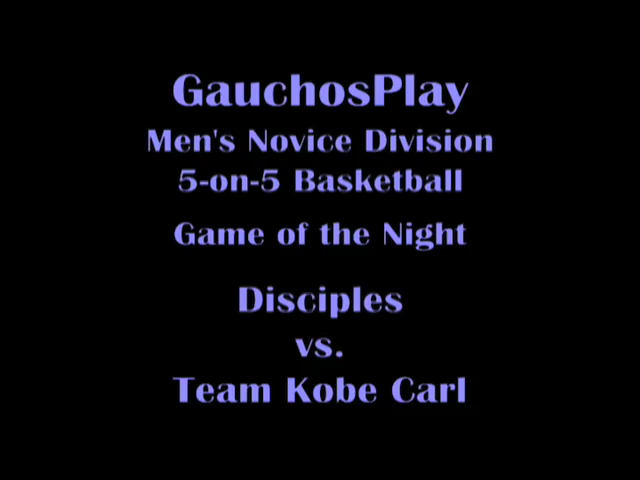 GauchosPlay
Men's Novice Division
5-on-5 Basketball
Game of the Night
Disciples
vs.
Team Kobe Carl